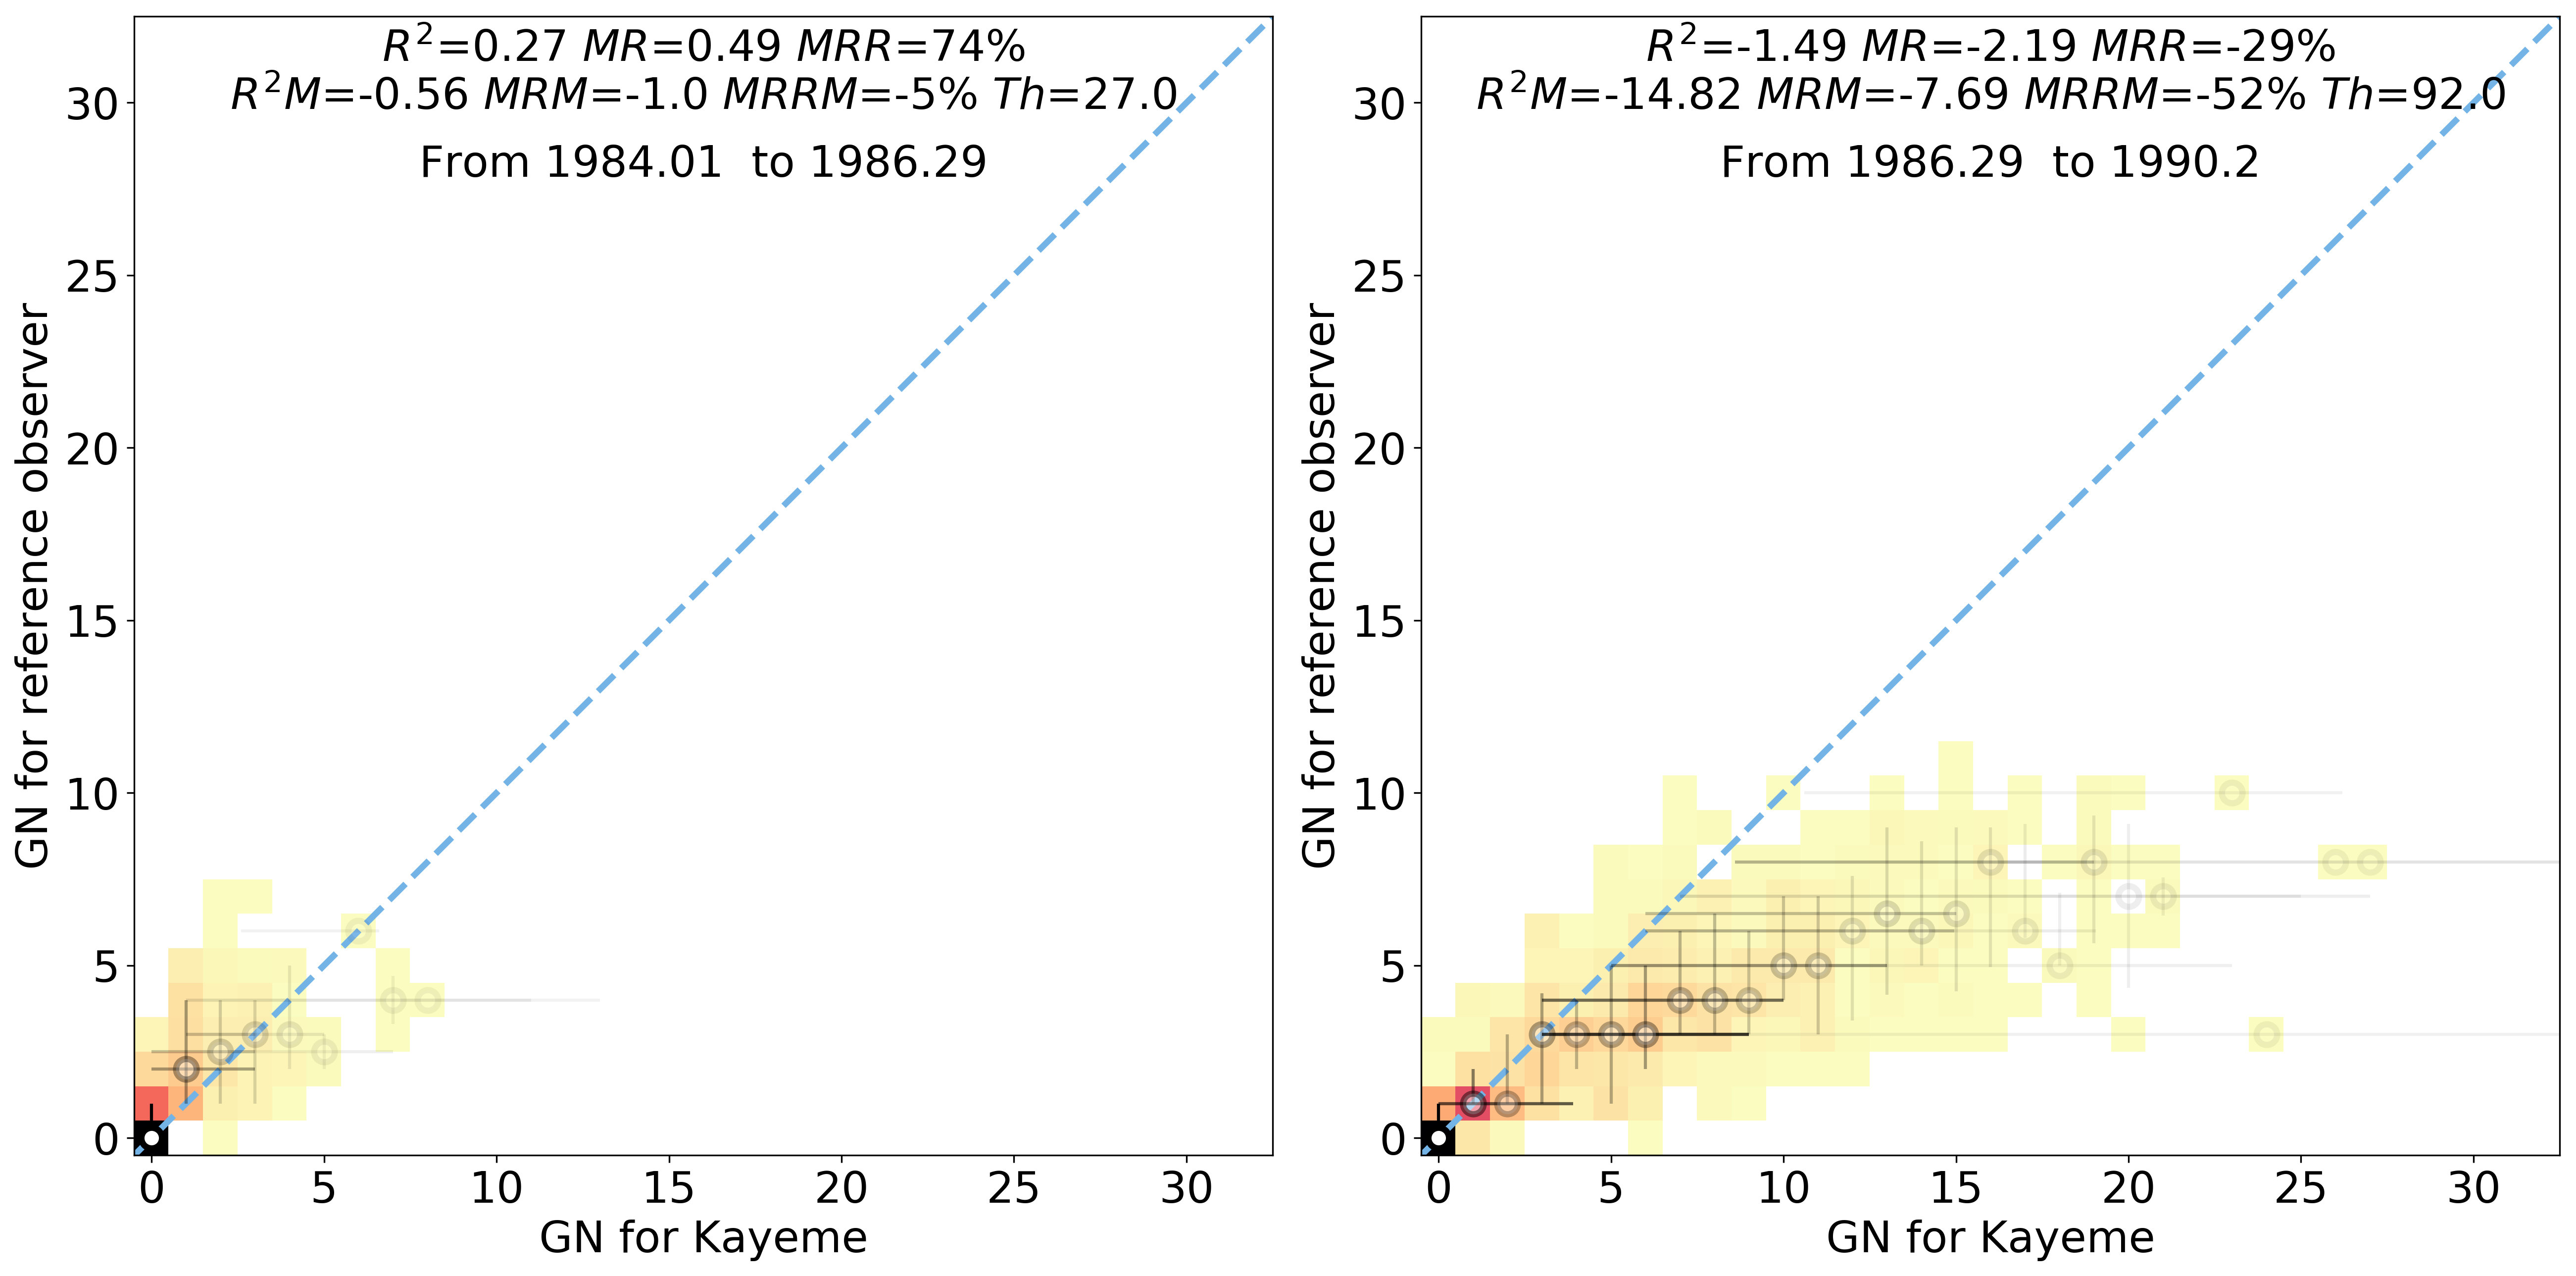 R²=0.27 MR=0.49 MRR=74%
R²M=-0.56 MRM=-1.0 MRRM=-5% Th=27.0
From 1984.01 to 1986.29
GN for reference observer
30
25
20
15
10
5
0
0 5 10 15 20 25 30
GN for Kayeme
R²=-1.49 MR=-2.19 MRR=-29%
R²M=-14.82 MRM=-7.69 MRRM=-52% Th=92.0
From 1986.29 to 1990.2
GN for reference observer
30
25
20
15
10
5
0
0 5 10 15 20 25 30
GN for Kayeme